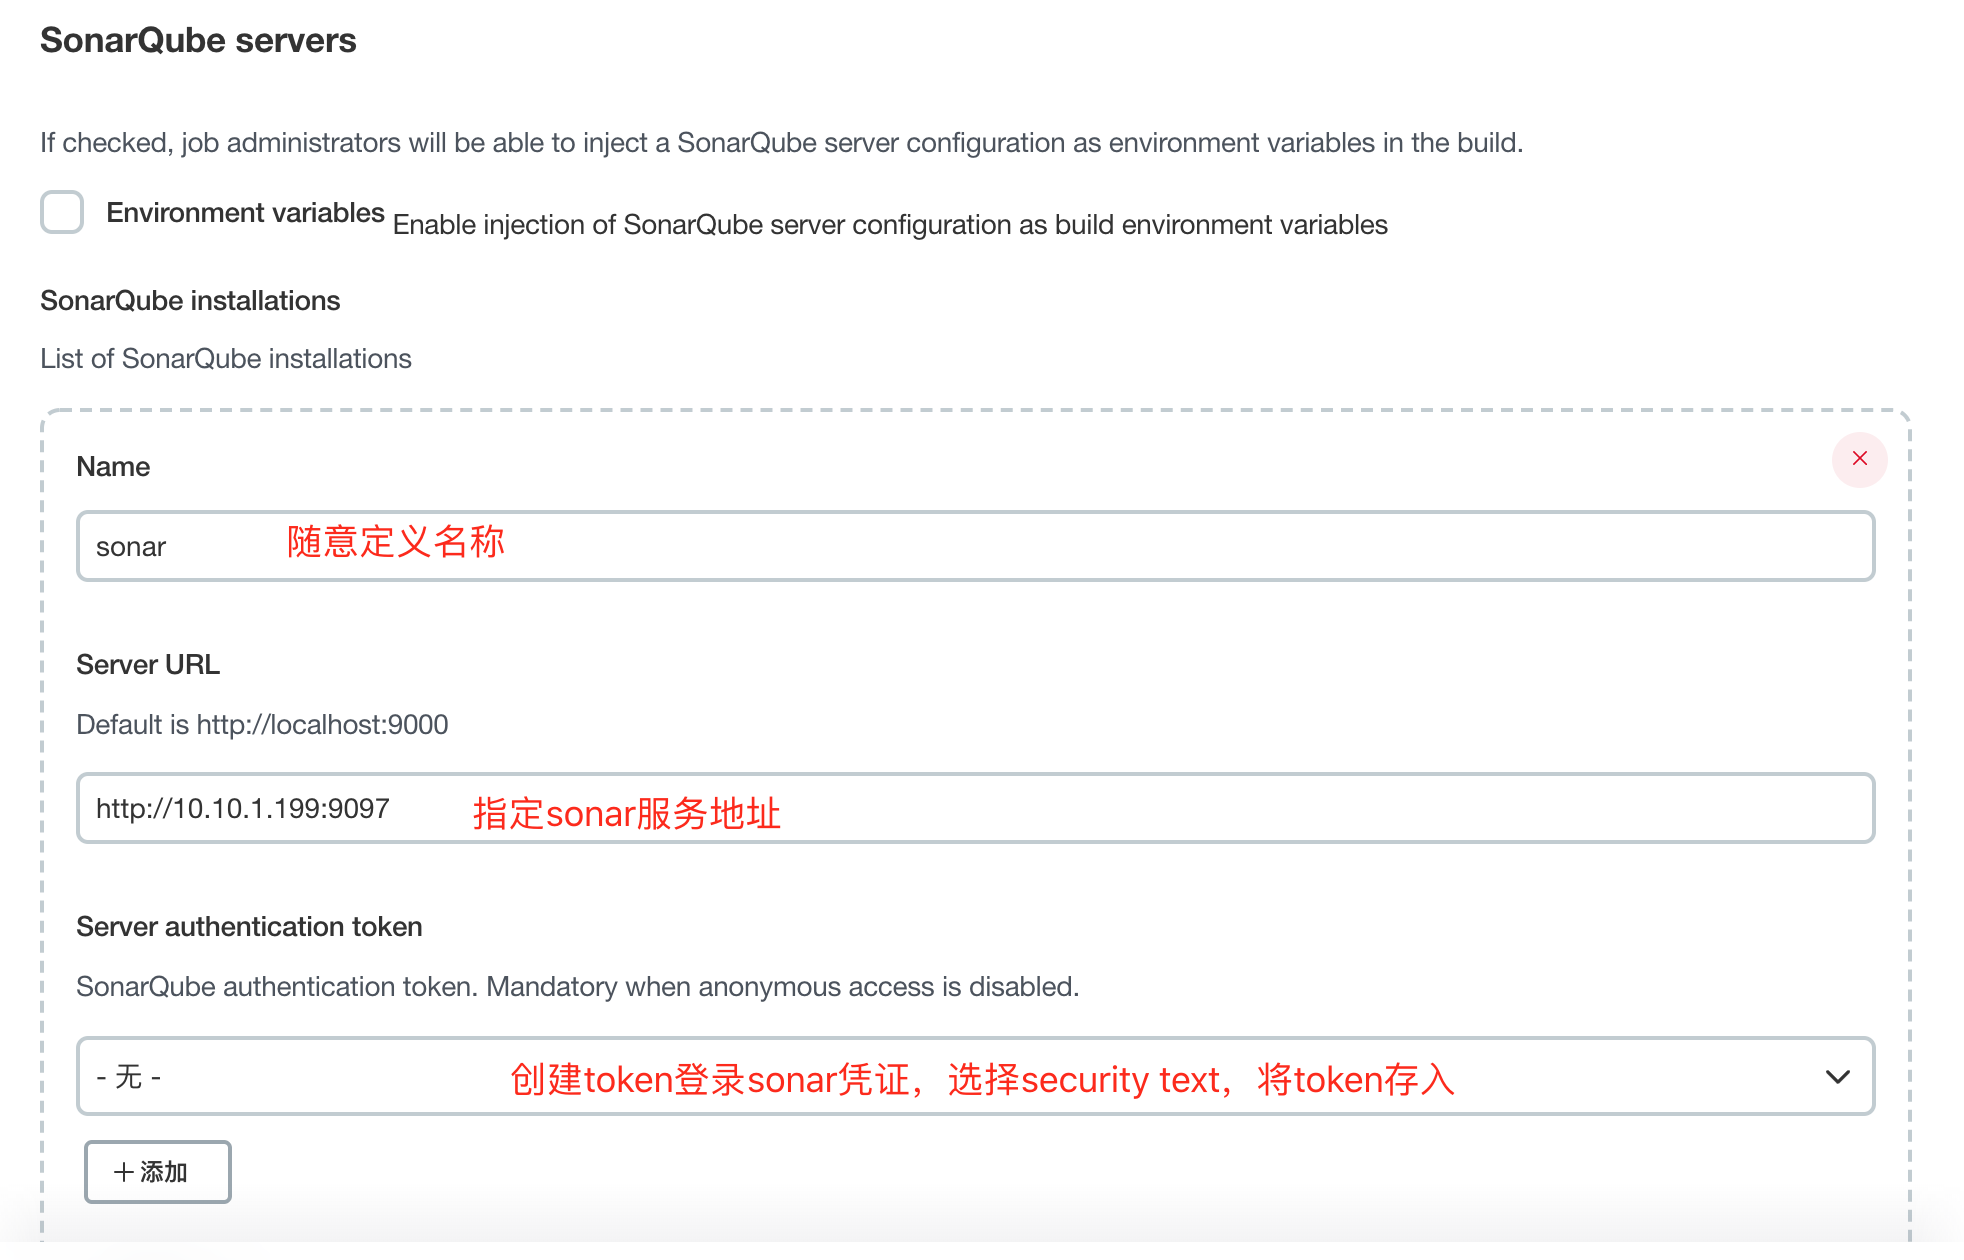 SonarQube servers
If checked, job administrators will be able to inject a SonarQube server configuration as environment variables in the build.
Environment variables Enable injection of SonarQube server configuration as build environment variables
SonarQube installations
List of SonarQube installations
Name
sonar 随意定义名称
Server URL
Default is http://localhost:9000
http://10.10.1.199:9097 指定sonar服务地址
Server authentication token
SonarQube authentication token. Mandatory when anonymous access is disabled.
- 无 - 创建token登录sonar凭证，选择security text，将token存入
+ 添加